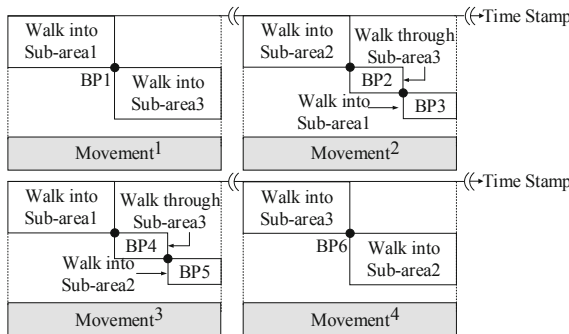 Walk into
Sub-area1
BP1
Walk into
Sub-area3
Movement1
Walk into
Sub-area2
Walk through
Sub-area3
BP2
Walk into
Sub-area1
BP3
Movement2
Time Stamp
Walk into
Sub-area1
Walk through
Sub-area3
BP4
Walk into
Sub-area2
BP5
Movement3
Walk into
Sub-area3
BP6
Walk into
Sub-area2
Movement4
Time Stamp